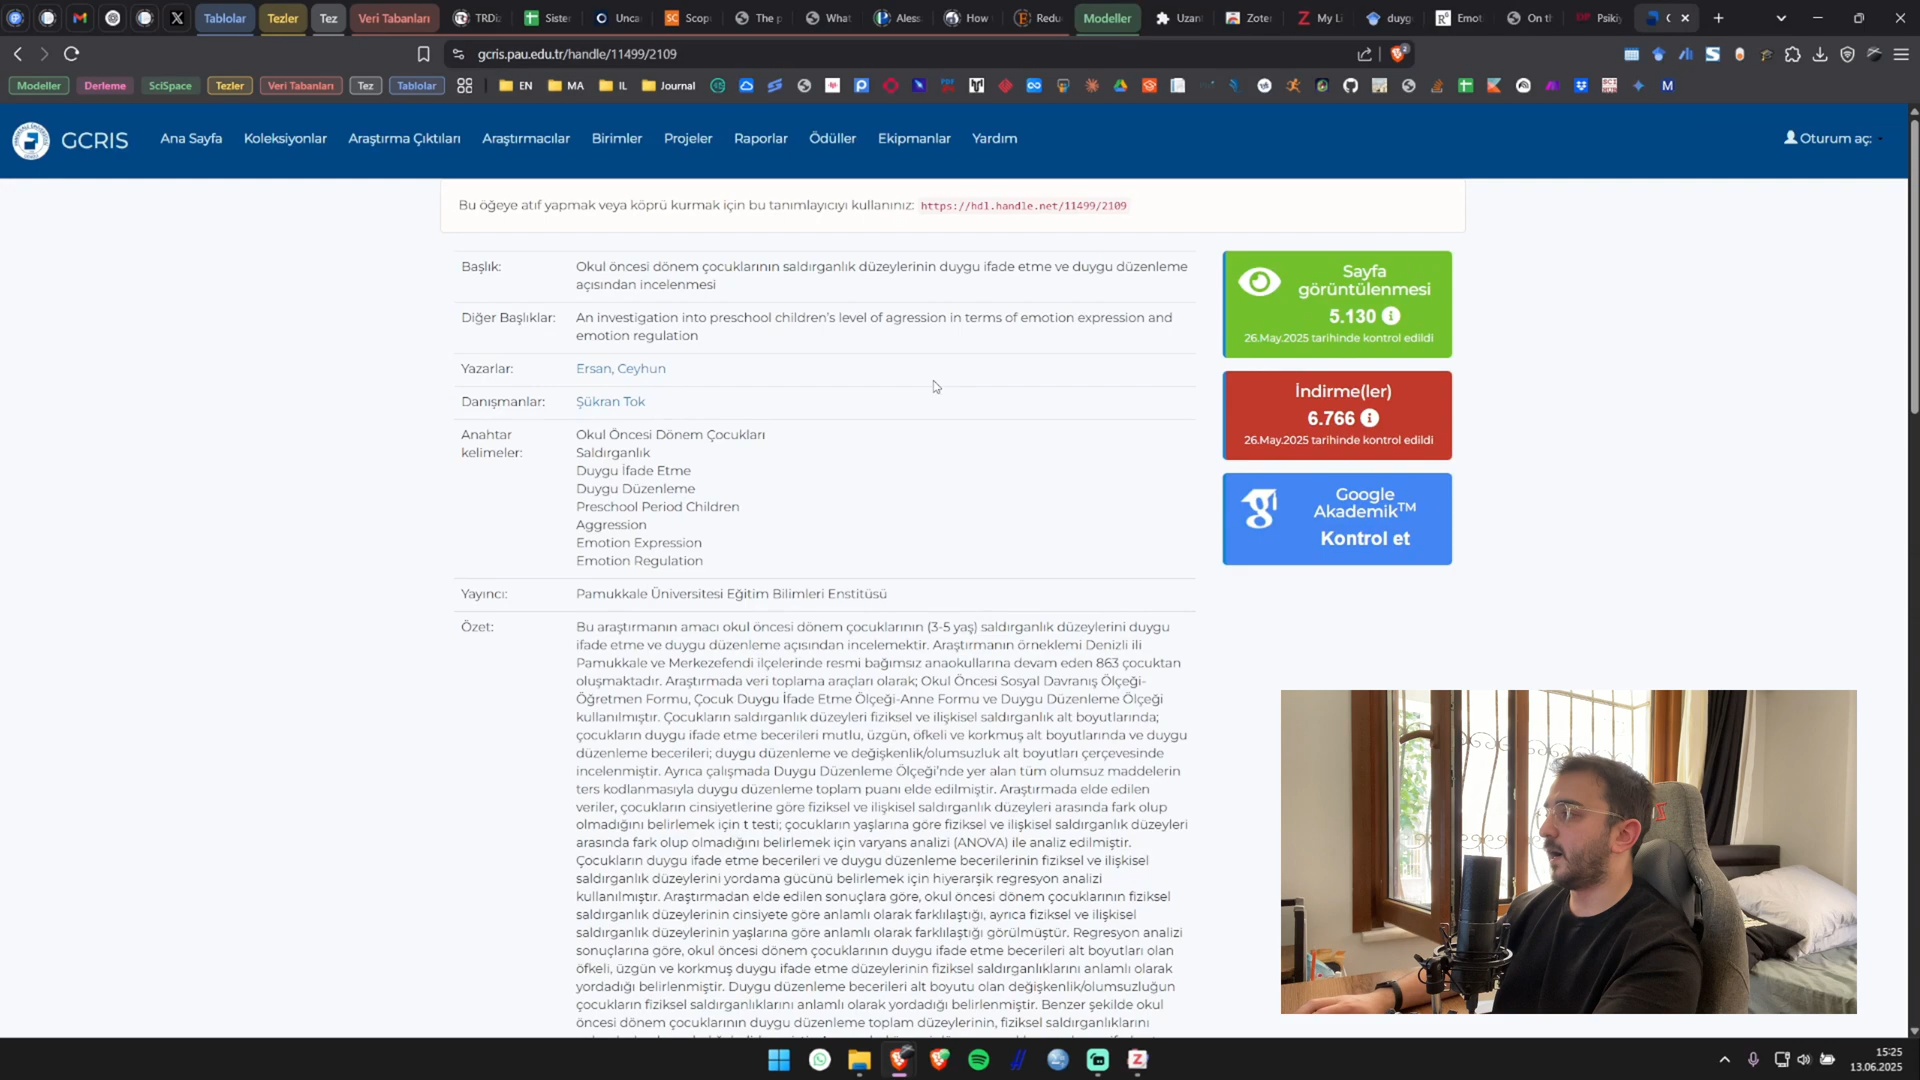 Tablolar
Tezler
Tez
Veri Tabanları
TRDi
Siste
Unca
Scop
The p
What
Aless
How
Redu
Modeller
Uzan
Zote
My Li
duyg
Emot
On th
Psiki
gcris.pau.edu.tr/handle/11499/2109
Modeller
Derleme
SciSpace
Tezler
Veri Tabanları
Tez
Tablolar
EN
MA
IL
Journal
GCRIS
Ana Sayfa
Koleksiyonlar
Araştırma Çıktıları
Araştırmacılar
Birimler
Projeler
Raporlar
Ödüller
Ekipmanlar
Yardım
Oturum aç:
Bu öğeye atıf yapmak veya köprü kurmak için bu tanımlayıcıyı kullanınız: https://hdl.handle.net/11499/2109
Başlık: Okul öncesi dönem çocuklarının saldırganlık düzeylerinin duygu ifade etme ve duygu düzenleme
açısından incelenmesi
Diğer Başlıklar: An investigation into preschool children's level of agression in terms of emotion expression and
emotion regulation
Yazarlar: Ersan, Ceyhun
Danışmanlar: Şükran Tok
Anahtar kelimeler:
Okul Öncesi Dönem Çocukları
Saldırganlık
Duygu İfade Etme
Duygu Düzenleme
Preschool Period Children
Aggression
Emotion Expression
Emotion Regulation
Yayıncı: Pamukkale Üniversitesi Eğitim Bilimleri Enstitüsü
Özet: Bu araştırmanın amacı okul öncesi dönem çocuklarının (3-5 yaş) saldırganlık düzeylerini duygu
ifade etme ve duygu düzenleme açısından incelemektir. Araştırmanın örneklemi Denizli ili
Pamukkale ve Merkezefendi ilçelerinde resmi bağımsız anaokullarına devam eden 863 çocuktan
oluşmaktadır. Araştırmada veri toplama araçları olarak; Okul Öncesi Sosyal Davranış Ölçeği-
Öğretmen Formu, Çocuk Duygu İfade Etme Ölçeği-Anne Formu ve Duygu Düzenleme Ölçeği
kullanılmıştır. Çocukların saldırganlık düzeyleri fiziksel ve ilişkisel saldırganlık alt boyutlarında;
çocukların duygu ifade etme becerileri mutlu, üzgün, öfkeli ve korkmuş alt boyutlarında ve duygu
düzenleme becerileri; duygu düzenleme ve değişkenlik/olumsuzluk alt boyutları çerçevesinde
incelenmiştir. Ayrıca çalışmada Duygu Düzenleme Ölçeği'nde yer alan tüm olumsuz maddelerin
ters kodlanmasıyla duygu düzenleme toplam puanı elde edilmiştir. Araştırmada elde edilen
veriler, çocukların cinsiyetlerine göre fiziksel ve ilişkisel saldırganlık düzeyleri arasında fark olup
olmadığını belirlemek için t testi; çocukların yaşlarına göre fiziksel ve ilişkisel saldırganlık düzeyleri
arasında fark olup olmadığını belirlemek için varyans analizi (ANOVA) ile analiz edilmiştir.
Çocukların duygu ifade etme becerileri ve duygu düzenleme becerilerinin fiziksel ve ilişkisel
saldırganlık düzeylerini yordama gücünü belirlemek için hiyerarşik regresyon analizi
kullanılmıştır. Araştırmadan elde edilen sonuçlara göre, okul öncesi dönem çocuklarının fiziksel
saldırganlık düzeylerinin cinsiyete göre anlamlı olarak farklılaştığı, ayrıca fiziksel ve ilişkisel
saldırganlık düzeylerinin yaşlarına göre anlamlı olarak farklılaştığı görülmüştür. Regresyon analizi
sonuçlarına göre, okul öncesi dönem çocuklarının duygu ifade etme becerileri alt boyutları olan
öfkeli, üzgün ve korkmuş duygu ifade etme düzeylerinin fiziksel saldırganlıklarını anlamlı olarak
yordadığı belirlenmiştir. Duygu düzenleme becerileri alt boyutu olan değişkenlik/olumsuzluğun
çocukların fiziksel saldırganlıklarını anlamlı olarak yordadığı belirlenmiştir. Benzer şekilde okul
öncesi dönem çocuklarının duygu düzenleme toplam düzeylerinin, fiziksel saldırganlıklarını
Sayfa
görüntülenmesi
5.130
26.May.2025 tarihinde kontrol edildi
İndirme(ler)
6.766
26.May.2025 tarihinde kontrol edildi
Google
Akademik™
Kontrol et
15:25
13.06.2025